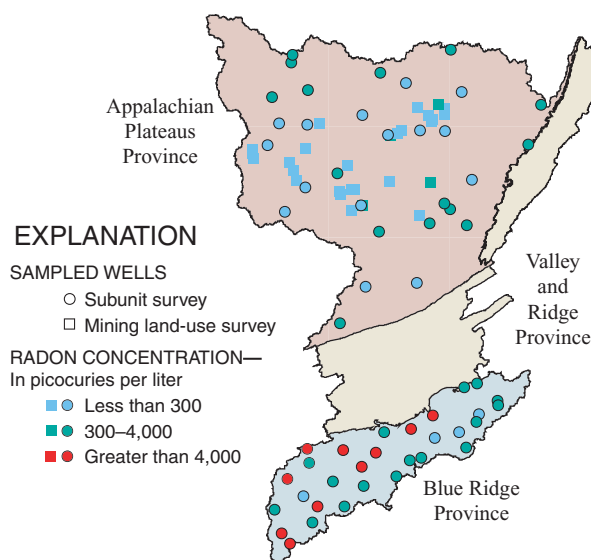 Appalachian
Plateaus
Province
EXPLANATION
SAMPLED WELLS
Subunit survey
Mining land-use survey
RADON CONCENTRATION—
In picocuries per liter
Less than 300
300–4,000
Greater than 4,000
Valley
and
Ridge
Province
Blue Ridge
Province